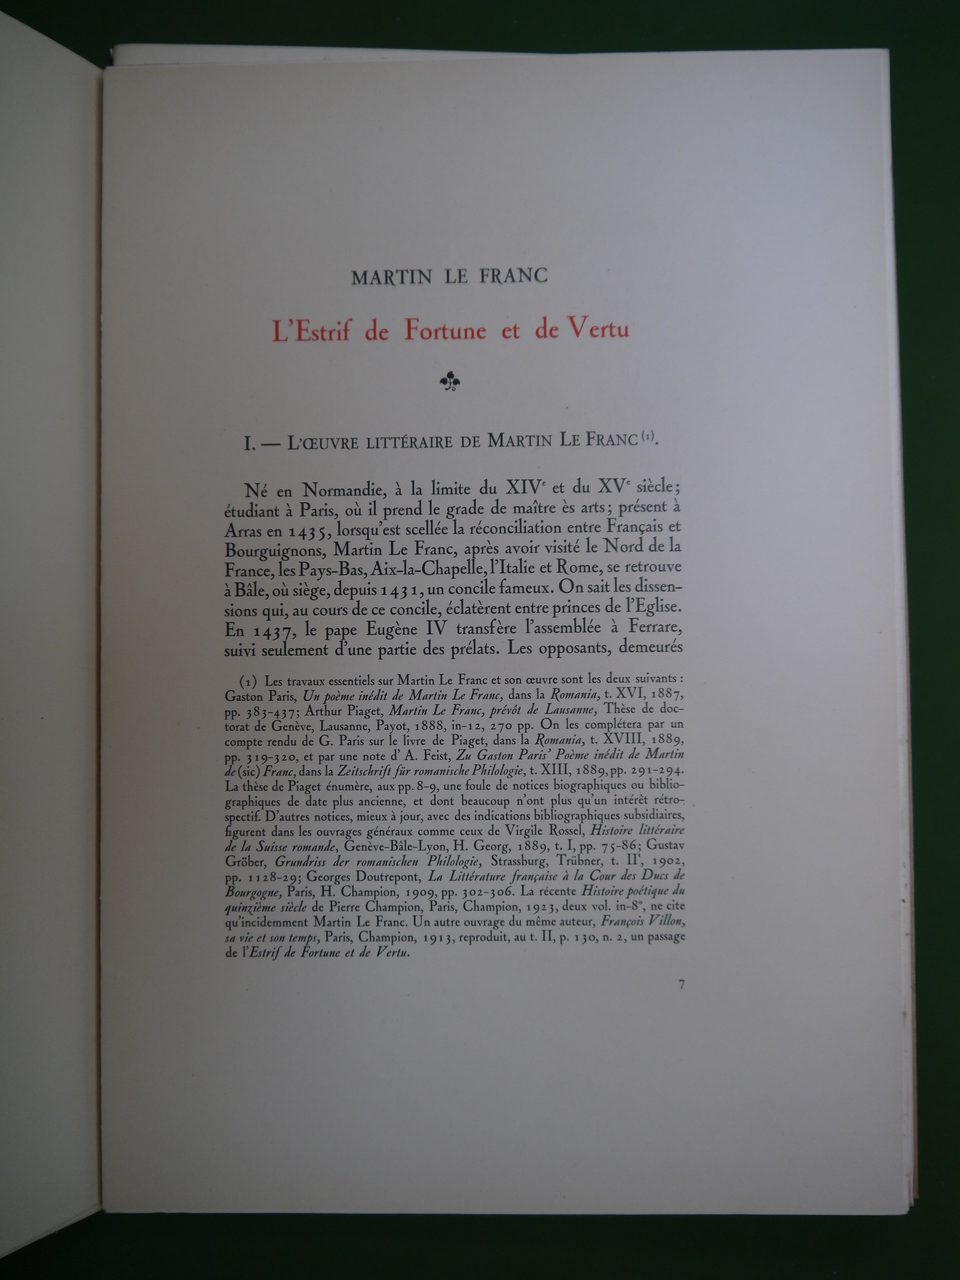 MARTIN LE FRANC
L'Estrif de Fortune et de Vertu
I. — L'ŒUVRE LITTÉRAIRE DE MARTIN LE FRANC (1).
Né en Normandie, à la limite du XIVe et du XVe siècle;
étudiant à Paris, où il prend le grade de maître ès arts; présent à
Arras en 1435, lorsqu'est scellée la réconciliation entre Français et
Bourguignons, Martin Le Franc, après avoir visité le Nord de la
France, les Pays-Bas, Aix-la-Chapelle, l'Italie et Rome, se retrouve
à Bâle, où siège, depuis 1431, un concile fameux. On sait les dissen-
sions qui, au cours de ce concile, éclatèrent entre princes de l'Eglise.
En 1437, le pape Eugène IV transfère l'assemblée à Ferrare,
suivi seulement d'une partie des prélats. Les opposants, demeurés
(1) Les travaux essentiels sur Martin Le Franc et son œuvre sont les deux suivants :
Gaston Paris, Un poème inédit de Martin Le Franc, dans la Romania, t. XVI, 1887,
pp. 383-437; Arthur Piaget, Martin Le Franc, prévôt de Lausanne, Thèse de doc-
torat de Genève, Lausanne, Payot, 1888, in-12, 270 pp. On les complétera par un
compte rendu de G. Paris sur le livre de Piaget, dans la Romania, t. XVIII, 1889,
pp. 319-320, et par une note d' A. Feist, Zu Gaston Paris' Poème inédit de Martin
de (sic) Franc, dans la Zeitschrift für romanische Philologie, t. XIII, 1889, pp. 291-294.
La thèse de Piaget énumère, aux pp. 8-9, une foule de notices biographiques ou biblio-
graphiques de date plus ancienne, et dont beaucoup n'ont plus qu'un intérêt rétro-
spectif. D'autres notices, mieux à jour, avec des indications bibliographiques subsidiaires,
figurent dans les ouvrages généraux comme ceux de Virgile Rossel, Histoire littéraire
de la Suisse romande, Genève-Bâle-Lyon, H. Georg, 1889, t. I, pp. 75-86; Gustav
Gröber, Grundriss der romanischen Philologie, Strassburg, Trübner, t. II1, 1902,
pp. 1128-29; Georges Doutrepont, La Littérature française à la Cour des Ducs de
Bourgogne, Paris, H. Champion, 1909, pp. 302-306. La récente Histoire poétique du
quinzième siècle de Pierre Champion, Paris, Champion, 1923, deux vol. in-8°, ne cite
qu'incidemment Martin Le Franc. Un autre ouvrage du même auteur, François Villon,
sa vie et son temps, Paris, Champion, 1913, reproduit, au t. II, p. 130, n. 2, un passage
de l'Estrif de Fortune et de Vertu.
7